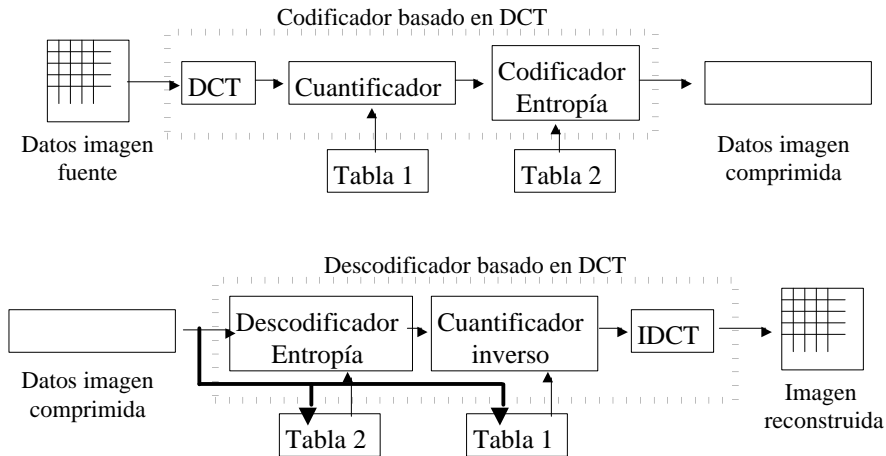 Codificador basado en DCT
DCT
Cuantificador
Codificador
Entropía
Datos imagen
fuente
Tabla 1
Tabla 2
Datos imagen
comprimida
Descodificador basado en DCT
Descodificador
Entropía
Cuantificador
inverso
IDCT
Datos imagen
comprimida
Tabla 2
Tabla 1
Imagen
reconstruida